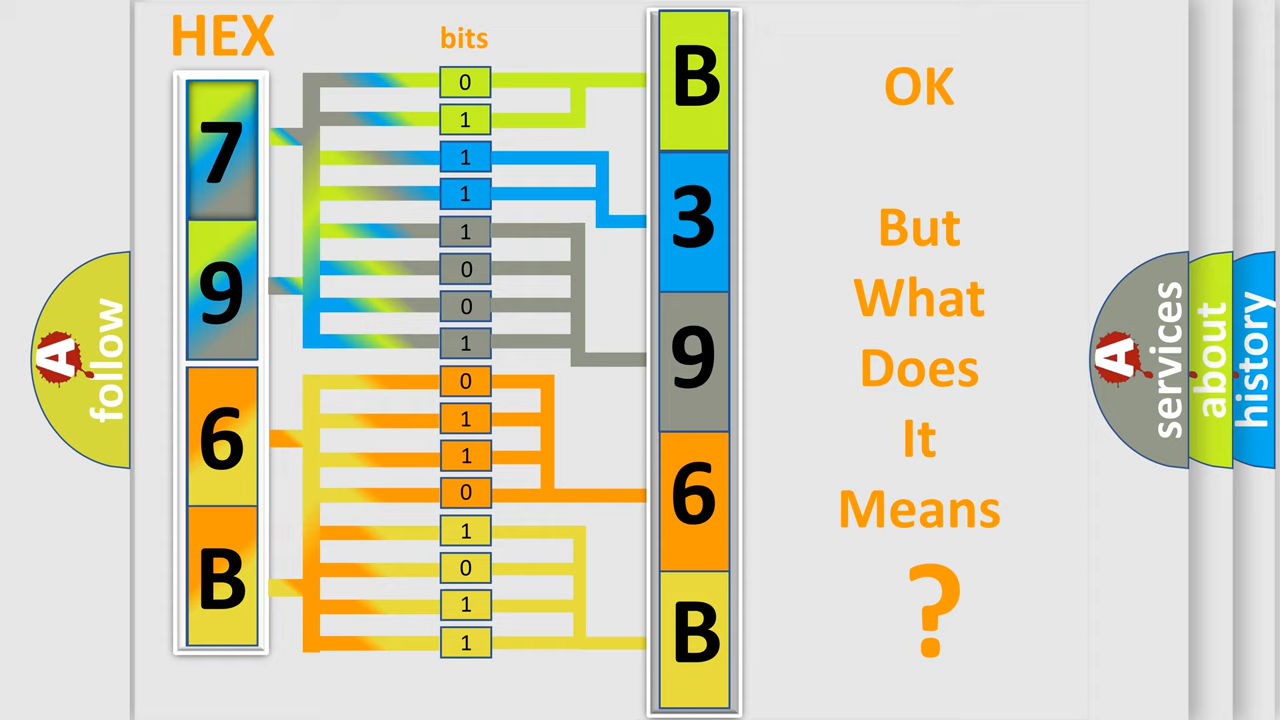 HEX
bits
7
9
6
B
0
1
1
1
1
0
0
1
0
1
1
0
1
0
1
1
B
3
9
6
B
OK
But
What
Does
It
Means
?
A
follow
A
services
about
history